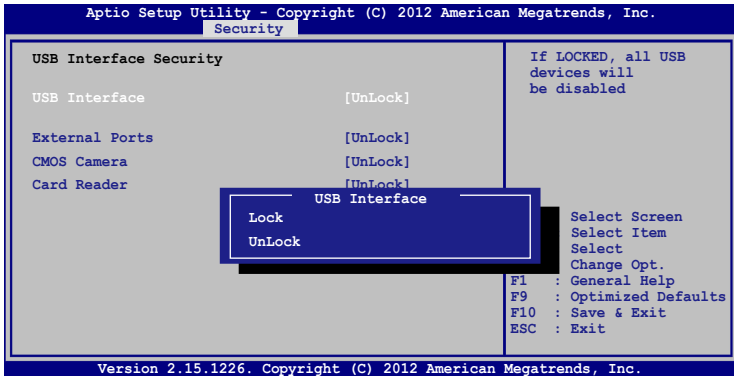 Aptio Setup Utility - Copyright (C) 2012 American Megatrends, Inc.
Security
USB Interface Security
USB Interface [UnLock]
External Ports [UnLock]
CMOS Camera [UnLock]
Card Reader [UnLock]
USB Interface
Lock
UnLock
If LOCKED, all USB
devices will
be disabled
Select Screen
Select Item
Select
Change Opt.
F1 : General Help
F9 : Optimized Defaults
F10 : Save & Exit
ESC : Exit
Version 2.15.1226. Copyright (C) 2012 American Megatrends, Inc.